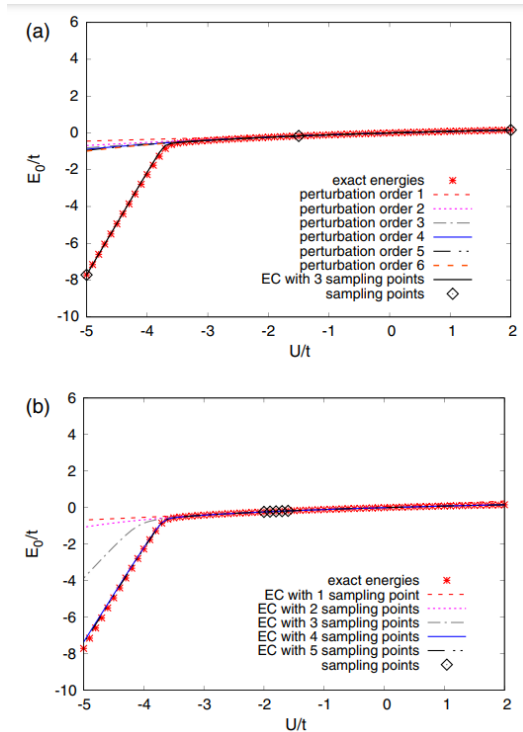 (a)
6
4
2
0
-2
-4
-6
-8
-10
E0/t
exact energies
perturbation order 1
perturbation order 2
perturbation order 3
perturbation order 4
perturbation order 5
perturbation order 6
EC with 3 sampling points
sampling points
-5 -4 -3 -2 -1 0 1 2
U/t
(b)
6
4
2
0
-2
-4
-6
-8
-10
E0/t
exact energies
EC with 1 sampling point
EC with 2 sampling points
EC with 3 sampling points
EC with 4 sampling points
EC with 5 sampling points
sampling points
-5 -4 -3 -2 -1 0 1 2
U/t